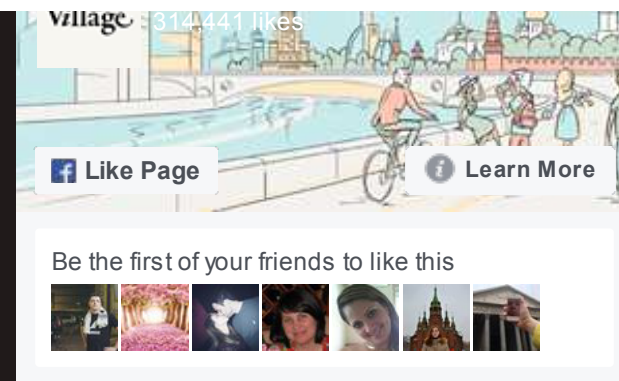 Village
314,441 likes
Like Page
Learn More
Be the first of your friends to like this